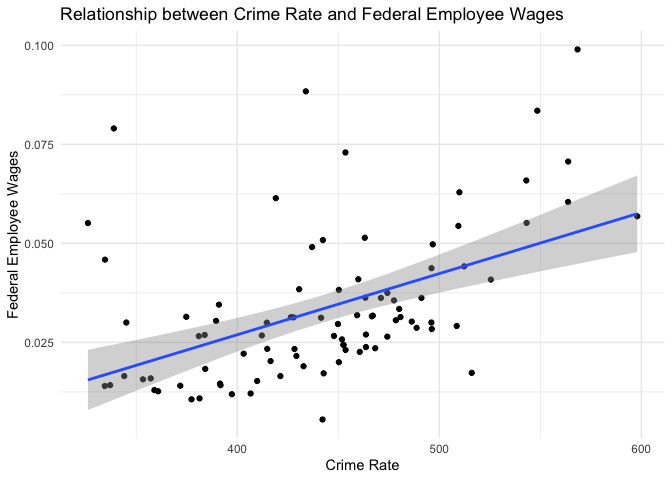 Relationship between Crime Rate and Federal Employee Wages
0.100
0.075
0.050
0.025
Federal Employee Wages
400
500
600
Crime Rate